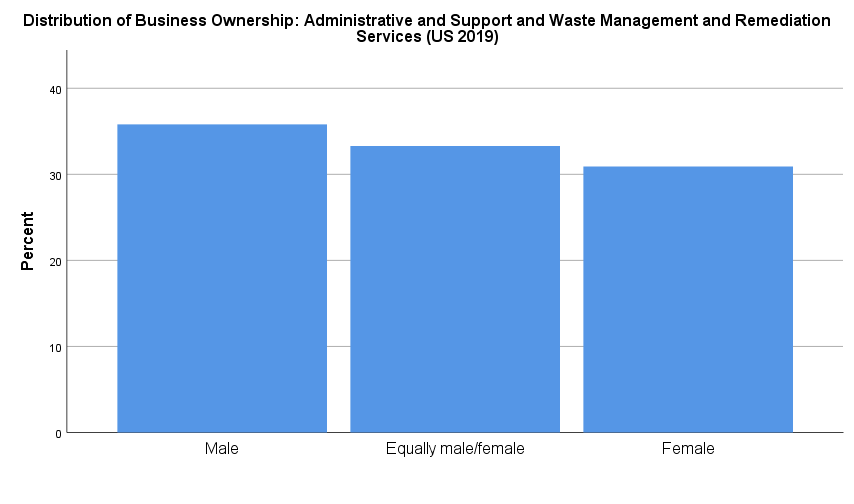 Distribution of Business Ownership: Administrative and Support and Waste Management and Remediation
Services (US 2019)
Percent
40
30
20
10
0
Male
Equally male/female
Female